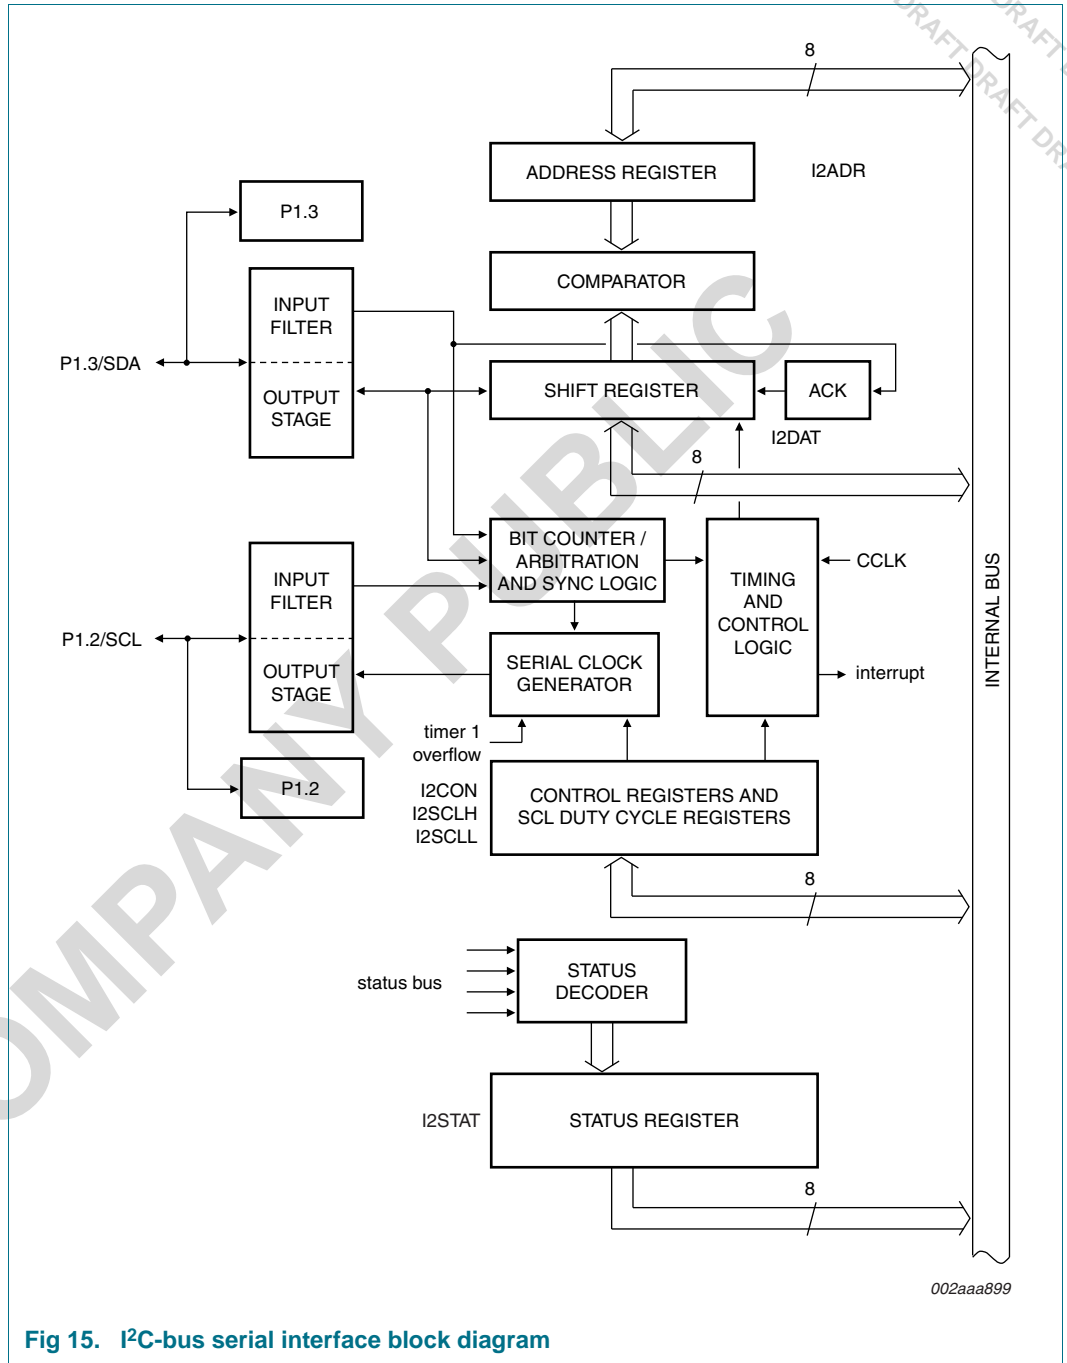 8
ADDRESS REGISTER
I2ADR
P1.3
COMPARATOR
INPUT
FILTER
P1.3/SDA
OUTPUT
STAGE
SHIFT REGISTER
ACK
I2DAT
8
BIT COUNTER /
ARBITRATION
AND SYNC LOGIC
INPUT
FILTER
TIMING
AND
CONTROL
LOGIC
CCLK
INTERNAL BUS
P1.2/SCL
OUTPUT
STAGE
SERIAL CLOCK
GENERATOR
interrupt
timer 1
overflow
P1.2
I2CON
I2SCLH
I2SCLL
CONTROL REGISTERS AND
SCL DUTY CYCLE REGISTERS
8
status bus
STATUS
DECODER
I2STAT
STATUS REGISTER
8
002aaa899
Fig 15. I²C-bus serial interface block diagram
OMPANY PUBLIC
DRAFT DRAFT DRA
DRAFT D